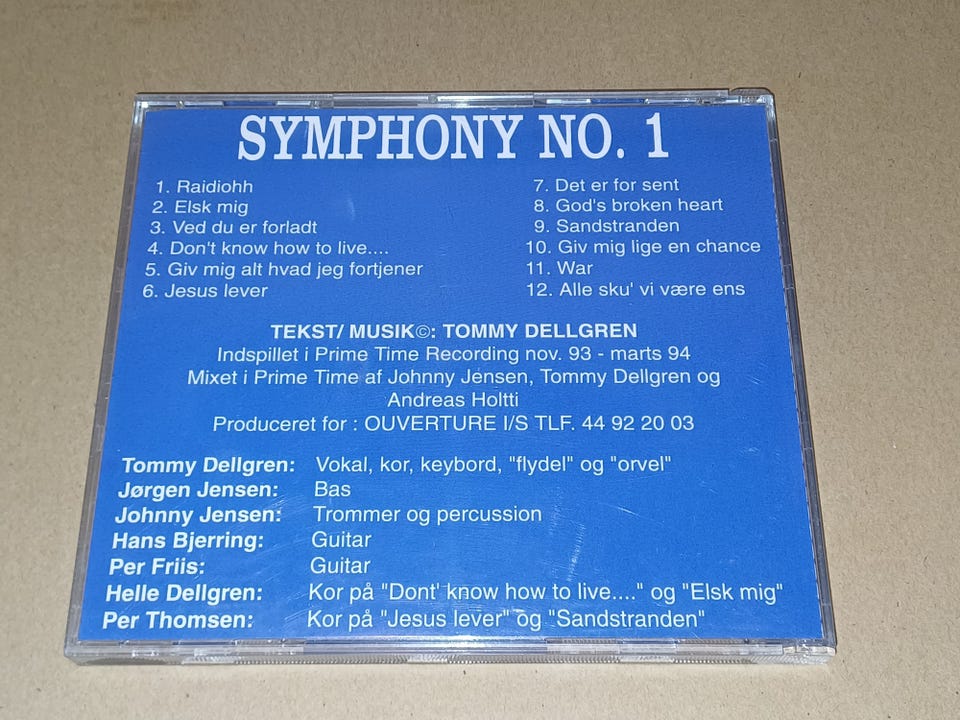 SYMPHONY NO. 1
1. Raidiohh
2. Elsk mig
3. Ved du er forladt
4. Don't know how to live....
5. Giv mig alt hvad jeg fortjener
6. Jesus lever
7. Det er for sent
8. God's broken heart
9. Sandstranden
10. Giv mig lige en chance
11. War
12. Alle sku' vi være ens
TEKST/ MUSIK©: TOMMY DELLGREN
Indspillet i Prime Time Recording nov. 93 - marts 94
Mixet i Prime Time af Johnny Jensen, Tommy Dellgren og
Andreas Holtti
Produceret for : OUVERTURE I/S TLF. 44 92 20 03
Tommy Dellgren: Vokal, kor, keybord, "flydel" og "orvel"
Jørgen Jensen: Bas
Johnny Jensen: Trommer og percussion
Hans Bjerring: Guitar
Per Friis: Guitar
Helle Dellgren: Kor på "Dont' know how to live...." og "Elsk mig"
Per Thomsen: Kor på "Jesus lever" og "Sandstranden"